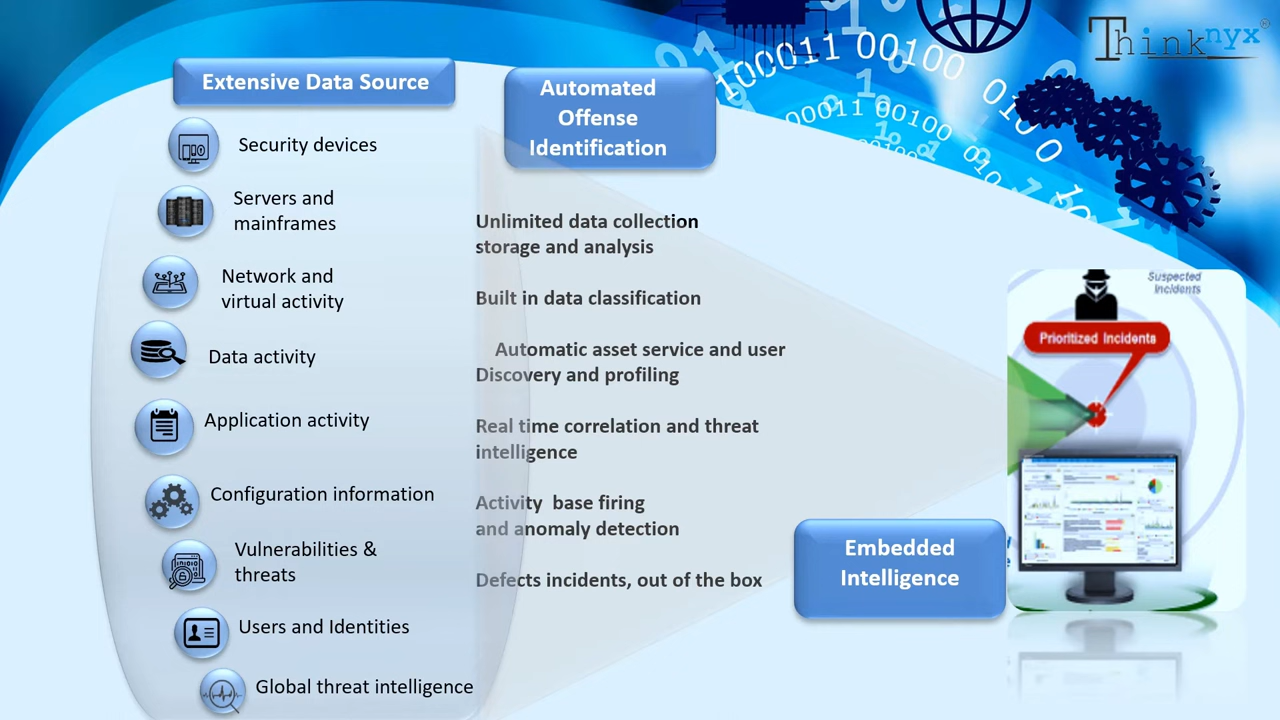 Thinknyx®
Extensive Data Source
Security devices
Servers and
mainframes
Network and
virtual activity
Data activity
Application activity
Configuration information
Vulnerabilities &
threats
Users and Identities
Global threat intelligence
Automated
Offense
Identification
Unlimited data collection
storage and analysis
Built in data classification
Automatic asset service and user
Discovery and profiling
Real time correlation and threat
intelligence
Activity base firing
and anomaly detection
Defects incidents, out of the box
Embedded
Intelligence
Suspected
Incidents
Prioritized Incidents